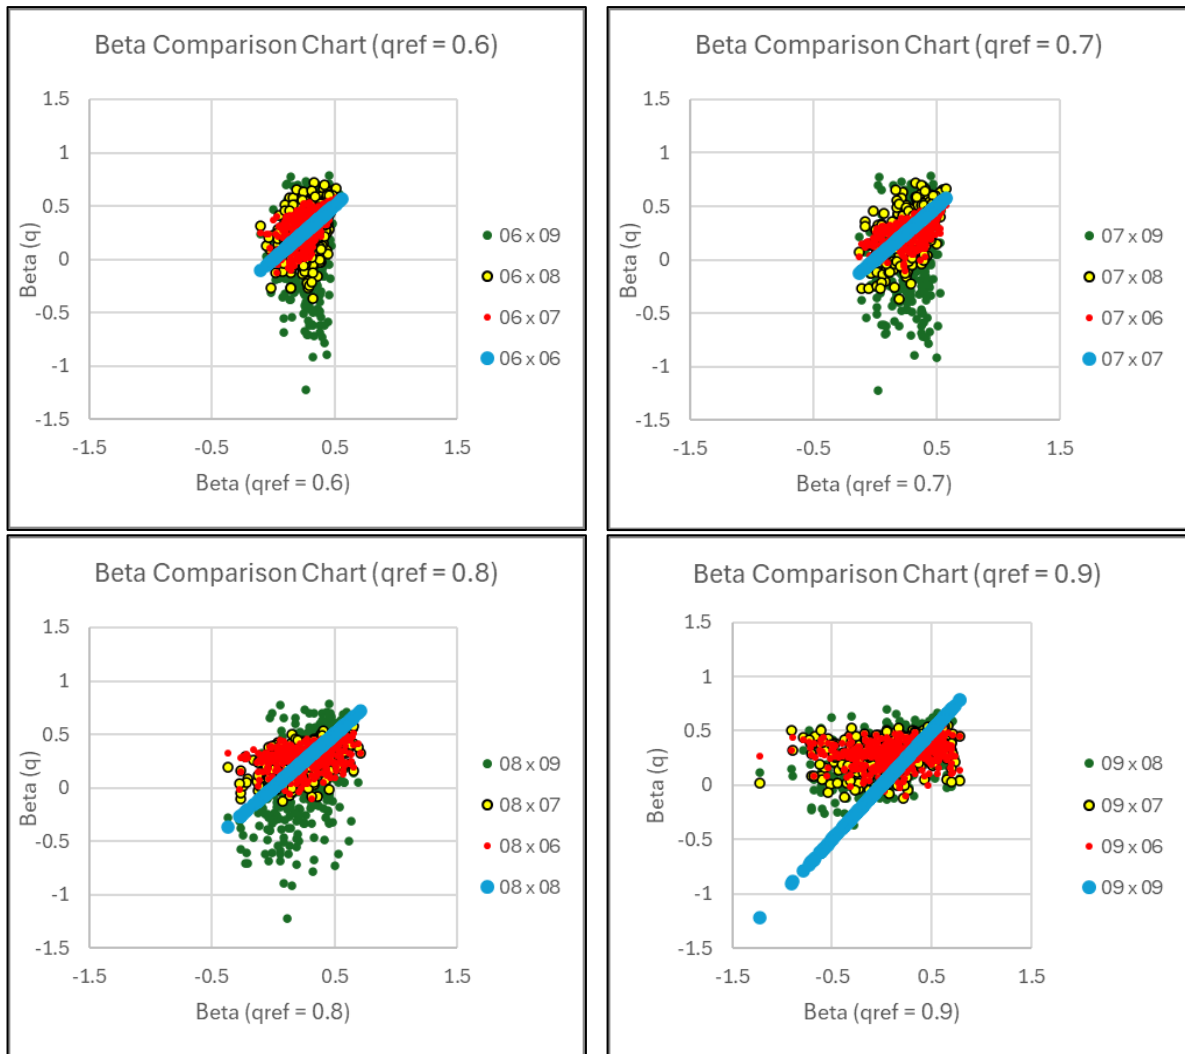 Beta Comparison Chart (qref = 0.6)
1.5
1
0.5
0
-0.5
-1
-1.5
-1.5
-0.5
0.5
1.5
Beta (q)
Beta (qref = 0.6)
06 x 09
06 x 08
06 x 07
06 x 06
Beta Comparison Chart (qref = 0.7)
1.5
1
0.5
0
-0.5
-1
-1.5
-1.5
-0.5
0.5
1.5
Beta (q)
Beta (qref = 0.7)
07 x 09
07 x 08
07 x 06
07 x 07
Beta Comparison Chart (qref = 0.8)
1.5
1
0.5
0
-0.5
-1
-1.5
-1.5
-0.5
0.5
1.5
Beta (q)
Beta (qref = 0.8)
08 x 09
08 x 07
08 x 06
08 x 08
Beta Comparison Chart (qref = 0.9)
1.5
1
0.5
0
-0.5
-1
-1.5
-1.5
-0.5
0.5
1.5
Beta (q)
Beta (qref = 0.9)
09 x 08
09 x 07
09 x 06
09 x 09